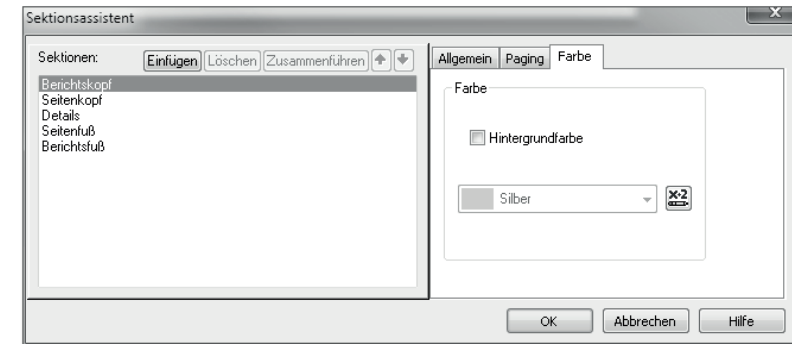 Sektionsassistent
Sektionen: Einfügen Löschen Zusammenführen
Berichtskopf
Seitenkopf
Details
Seitenfuß
Berichtsfuß
Allgemein Paging Farbe
Farbe
Hintergrundfarbe
Silber
X·2
OK Abbrechen Hilfe